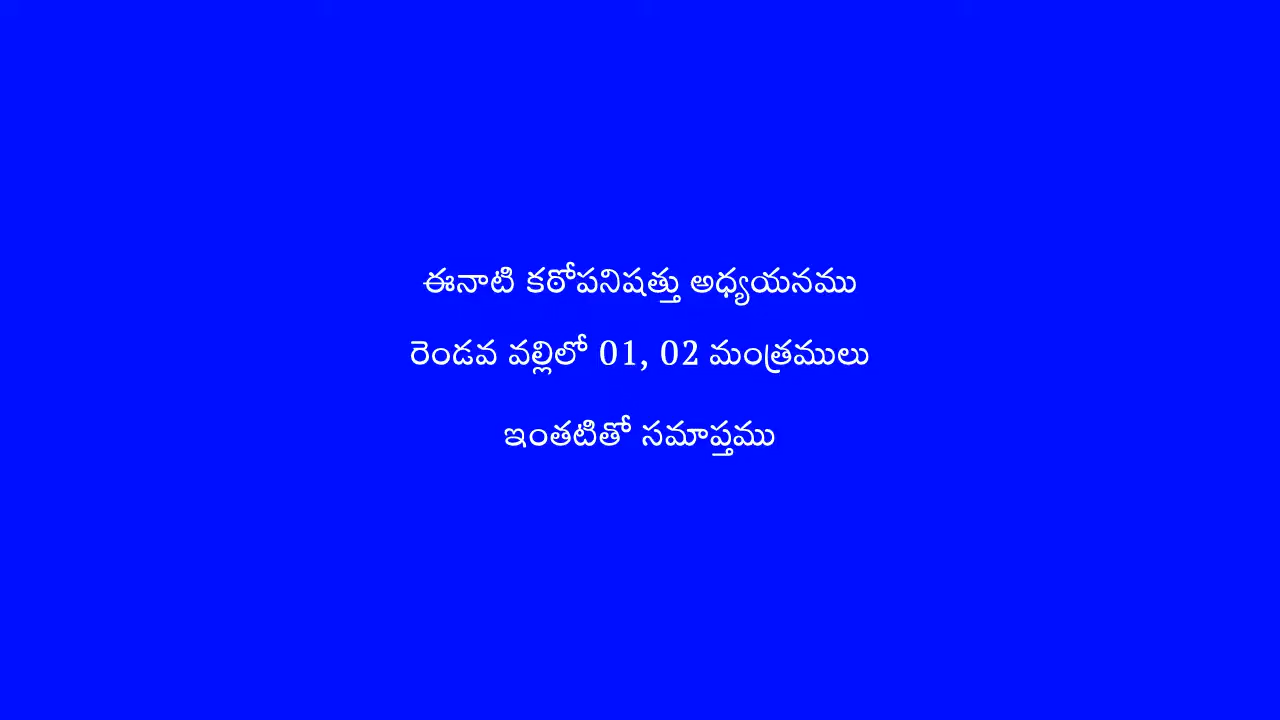 ఈనాటి కఠోపనిషత్తు అధ్యయనము
రెండవ వల్లిలో 01, 02 మంత్రములు
ఇంతటితో సమాప్తము